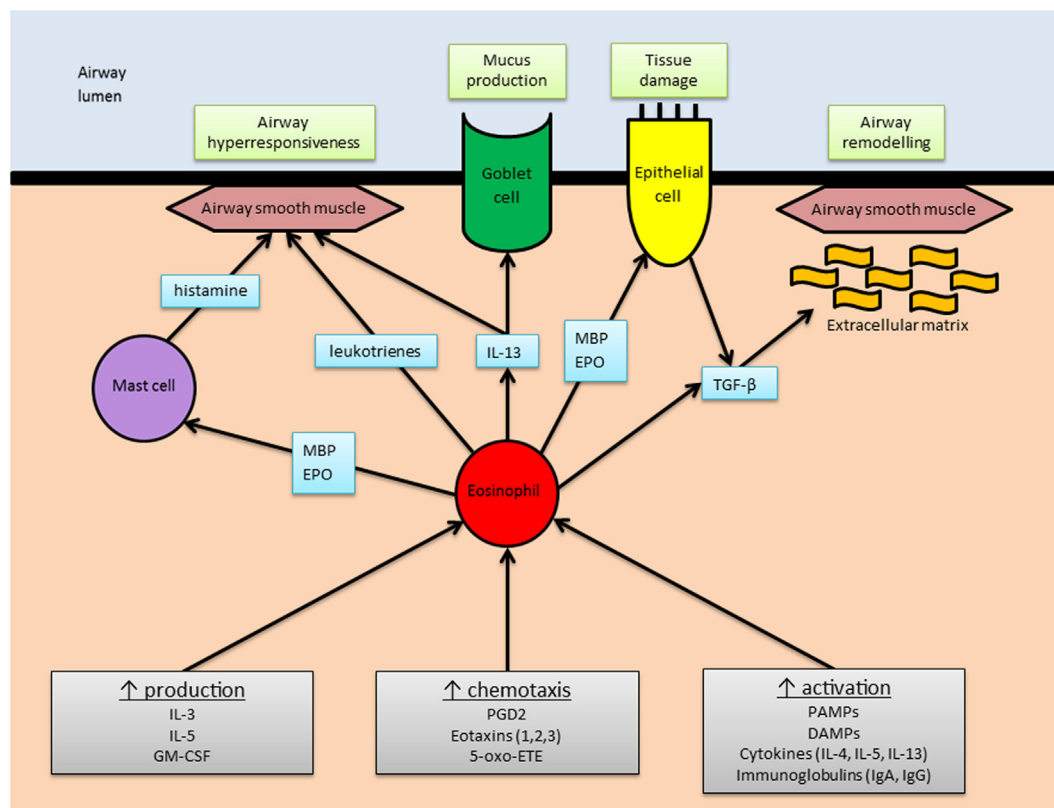 Airway
lumen
Mucus
production
Tissue
damage
Airway
hyperresponsiveness
Airway
remodelling
Goblet
cell
Epithelial
cell
Airway smooth muscle
Airway smooth muscle
histamine
Extracellular matrix
leukotrienes
IL-13
MBP
EPO
TGF-β
Mast cell
MBP
EPO
Eosinophil
↑ production
IL-3
IL-5
GM-CSF
↑ chemotaxis
PGD2
Eotaxins (1,2,3)
5-oxo-ETE
↑ activation
PAMPs
DAMPs
Cytokines (IL-4, IL-5, IL-13)
Immunoglobulins (IgA, IgG)